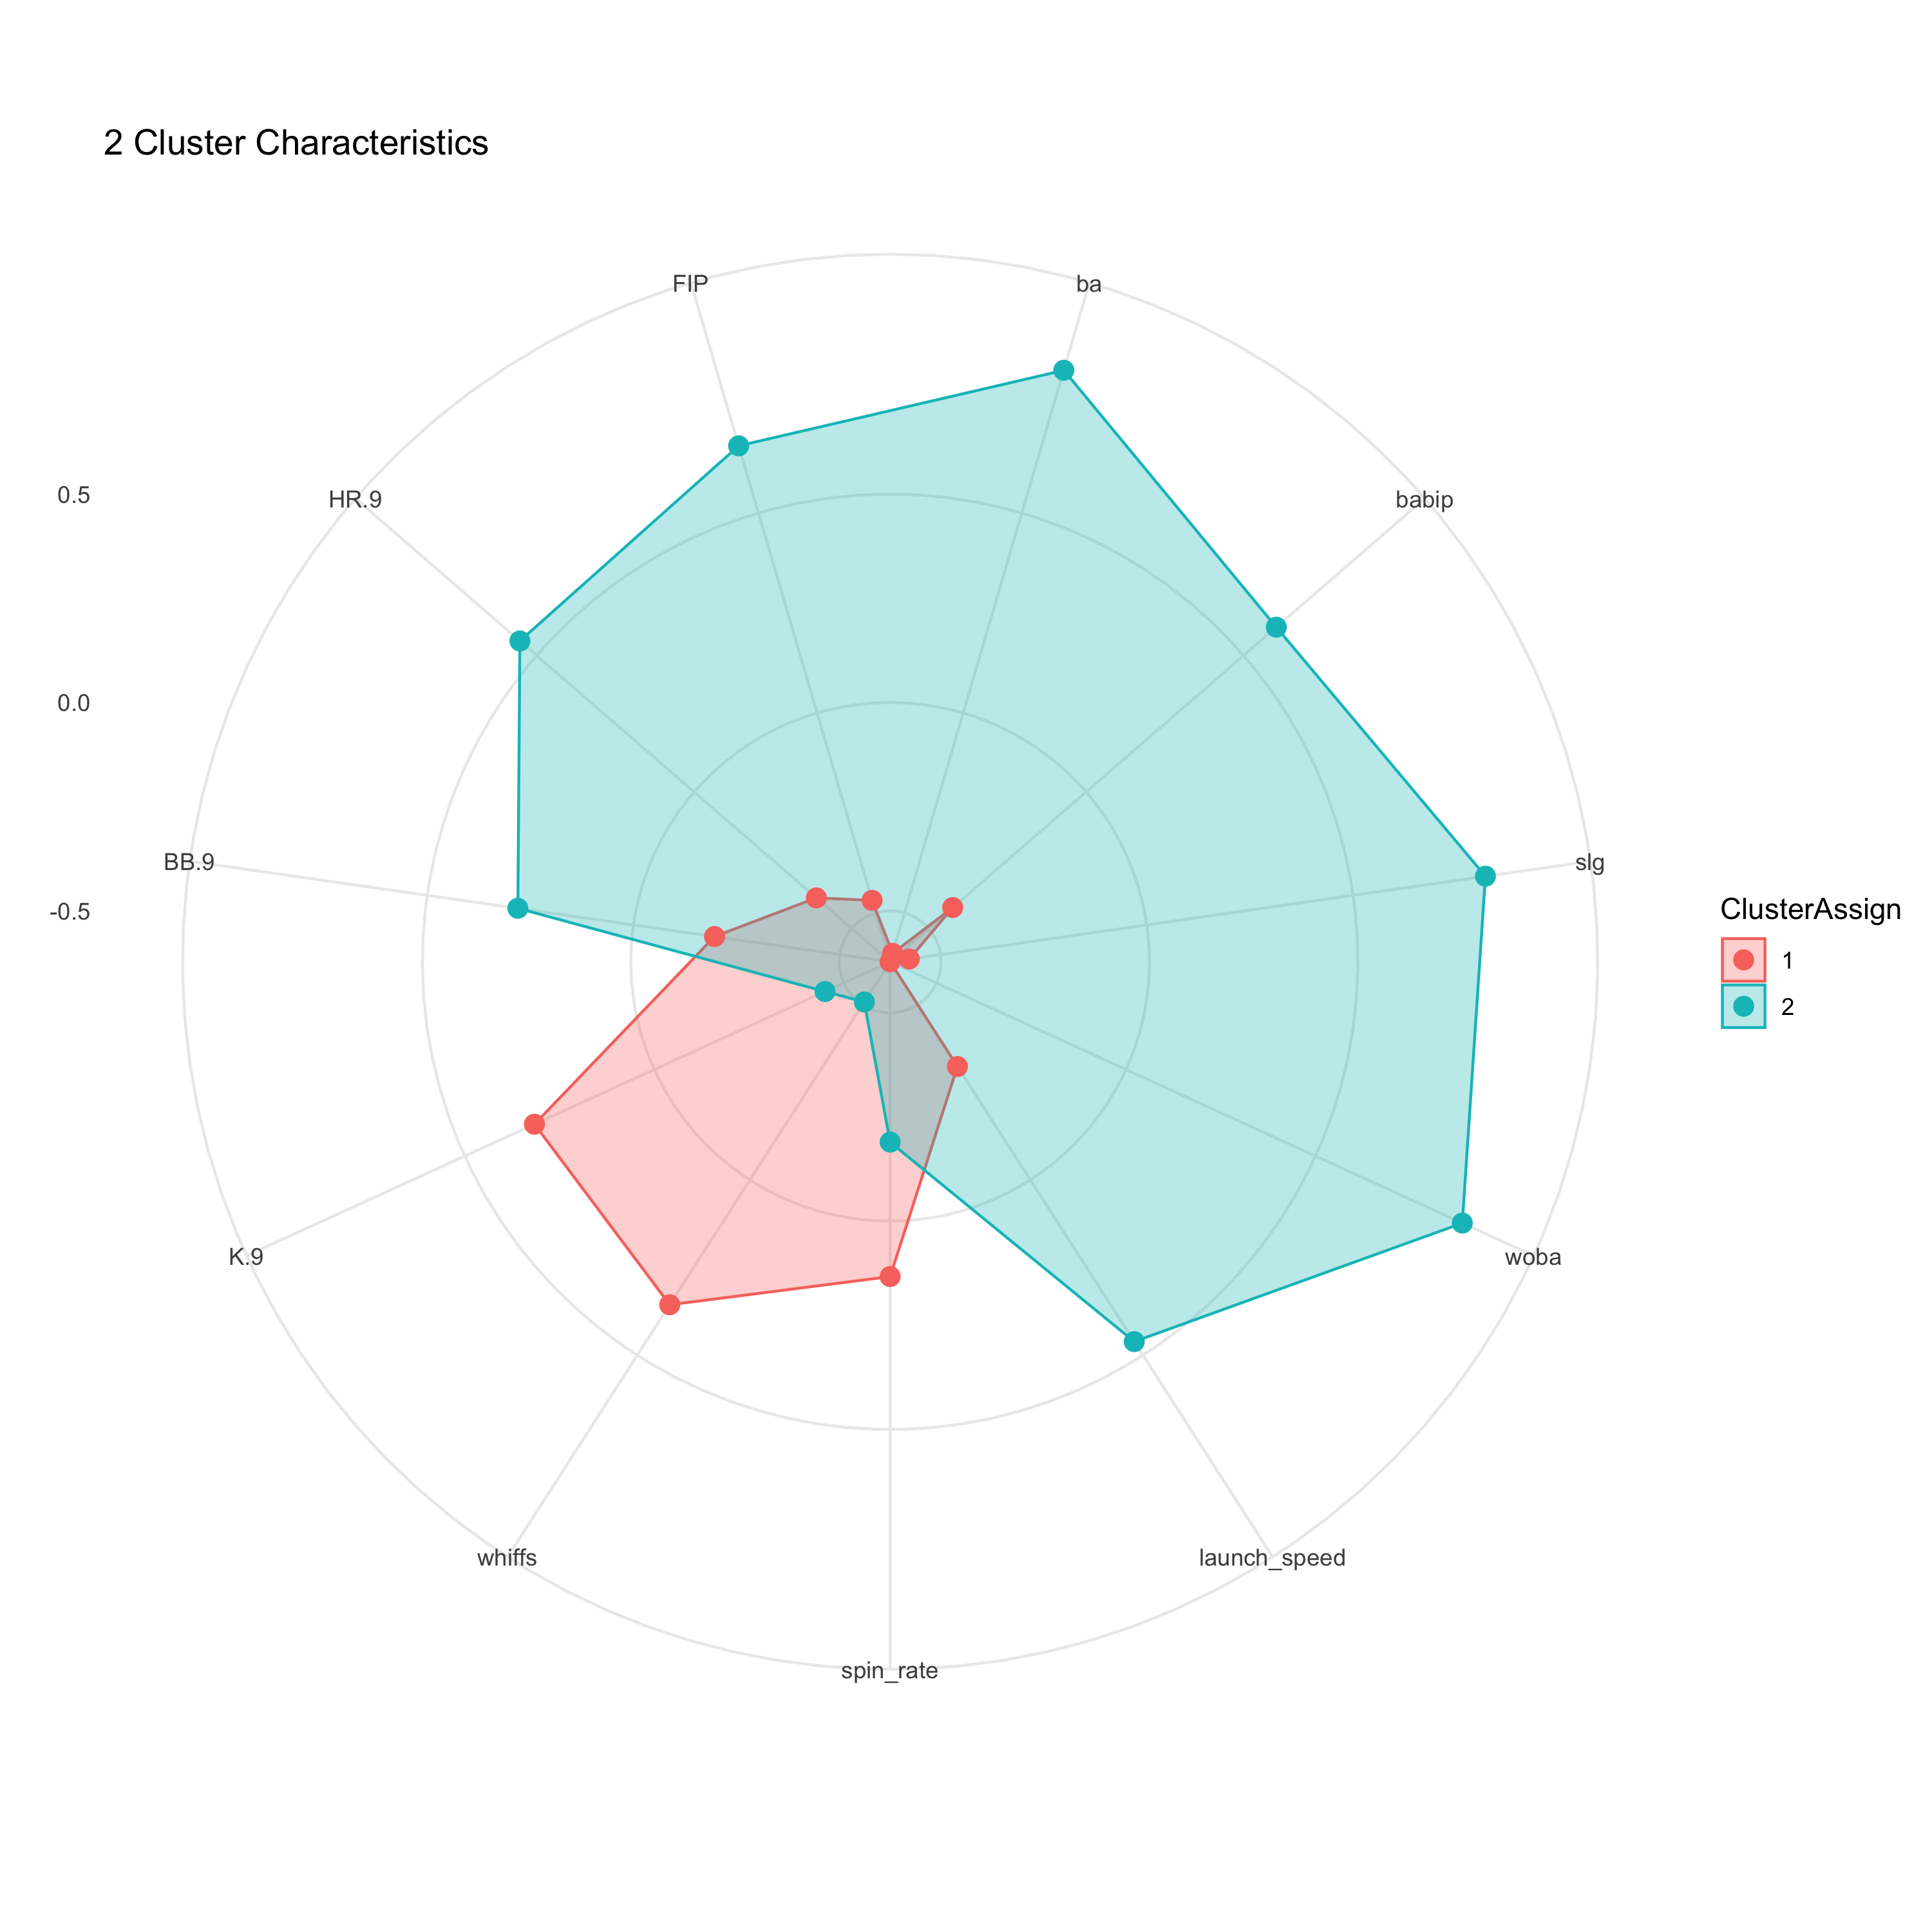 2 Cluster Characteristics
FIP
ba
0.5
HR.9
babip
0.0
BB.9
slg
-0.5
ClusterAssign
1
2
K.9
woba
whiffs
launch_speed
spin_rate